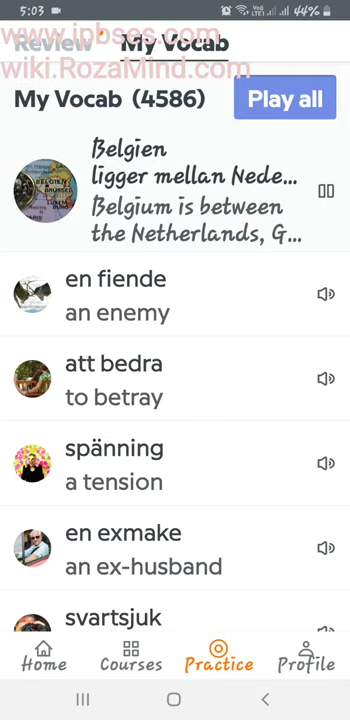 5:03
44%
www.ipbses.com
Review My Vocab
wiki.RozaMind.com
My Vocab (4586)
Play all
Belgien
ligger mellan Nede...
Belgium is between
the Netherlands, G...
en fiende
an enemy
att bedra
to betray
spänning
a tension
en exmake
an ex-husband
svartsjuk
Home Courses Practice Profile